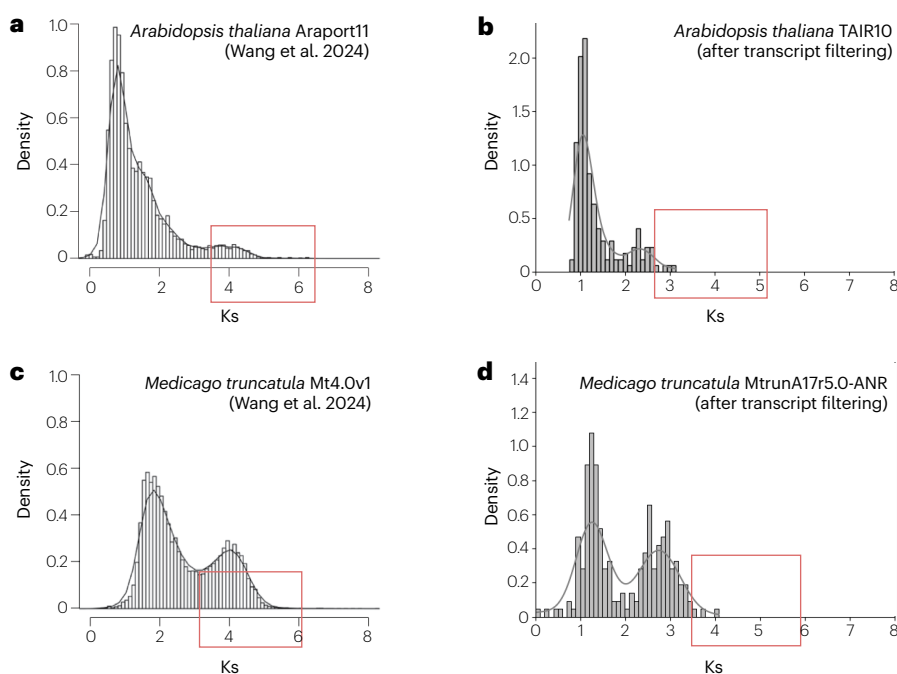 a
Arabidopsis thaliana Araport11
(Wang et al. 2024)
1.0
0.8
0.6
0.4
0.2
0
Density
0 2 4 6 8
Ks
b
Arabidopsis thaliana TAIR10
(after transcript filtering)
2.0
1.5
1.0
0.5
0
Density
0 1 2 3 4 5 6 7 8
Ks
c
Medicago truncatula Mt4.0v1
(Wang et al. 2024)
1.0
0.8
0.6
0.4
0.2
0
Density
0 2 4 6 8
Ks
d
Medicago truncatula MtrunA17r5.0-ANR
(after transcript filtering)
1.4
1.2
1.0
0.8
0.6
0.4
0.2
0
Density
0 1 2 3 4 5 6 7 8
Ks